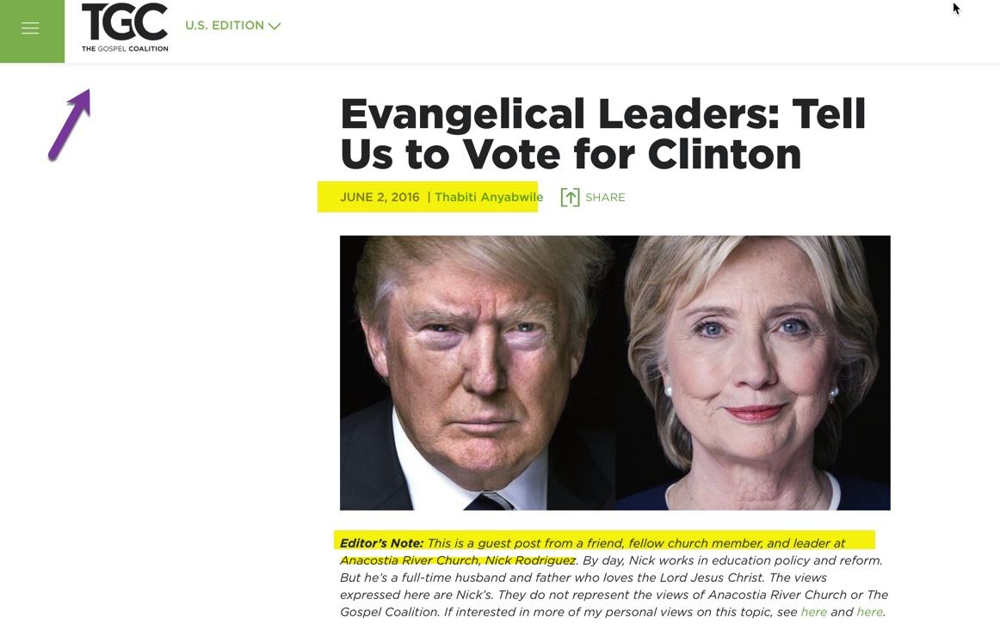 TGC
THE GOSPEL COALITION
U.S. EDITION
Evangelical Leaders: Tell
Us to Vote for Clinton
JUNE 2, 2016 | Thabiti Anyabwile
SHARE
Editor's Note: This is a guest post from a friend, fellow church member, and leader at
Anacostia River Church, Nick Rodriguez. By day, Nick works in education policy and reform.
But he's a full-time husband and father who loves the Lord Jesus Christ. The views
expressed here are Nick's. They do not represent the views of Anacostia River Church or The
Gospel Coalition. If interested in more of my personal views on this topic, see here and here.